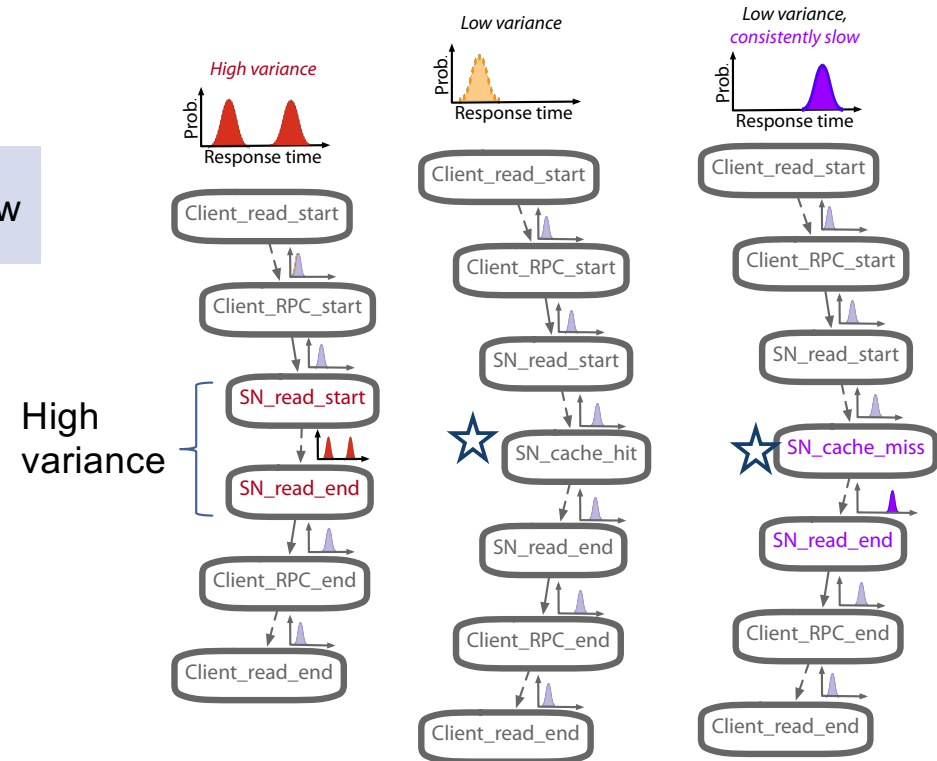 High variance
Prob.
Response time
Client_read_start
Client_RPC_start
SN_read_start
SN_read_end
Client_RPC_end
Client_read_end
High
variance
Low variance
Prob.
Response time
Client_read_start
Client_RPC_start
SN_read_start
SN_cache_hit
SN_read_end
Client_RPC_end
Client_read_end
Low variance,
consistently slow
Prob.
Response time
Client_read_start
Client_RPC_start
SN_read_start
SN_cache_miss
SN_read_end
Client_RPC_end
Client_read_end